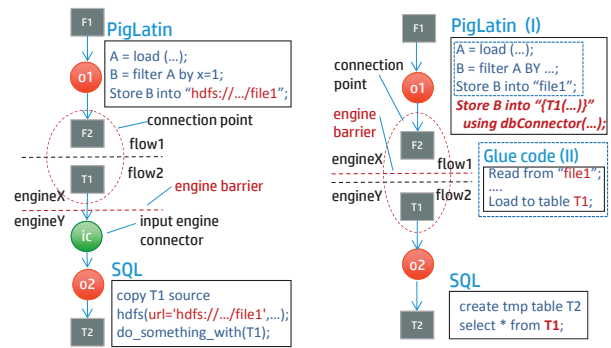 F1
PigLatin
A = load (...);
B = filter A by x=1;
Store B into "hdfs://.../file1";
o1
connection point
F2
flow1
T1
flow2
engineX
engine barrier
engineY
input engine
connector
ic
SQL
o2
copy T1 source
hdfs(url='hdfs://.../file1',...);
do_something_with(T1);
T2
F1
PigLatin (I)
connection
point
A = load (...);
B = filter A BY ...;
Store B into "file1";
Store B into "{T1(...)}"
using dbConnector(...);
o1
engine
barrier
F2
flow1
engineX
engineY
flow2
Glue code (II)
Read from "file1";
....
Load to table T1;
T1
o2
SQL
create tmp table T2
select * from T1;
T2